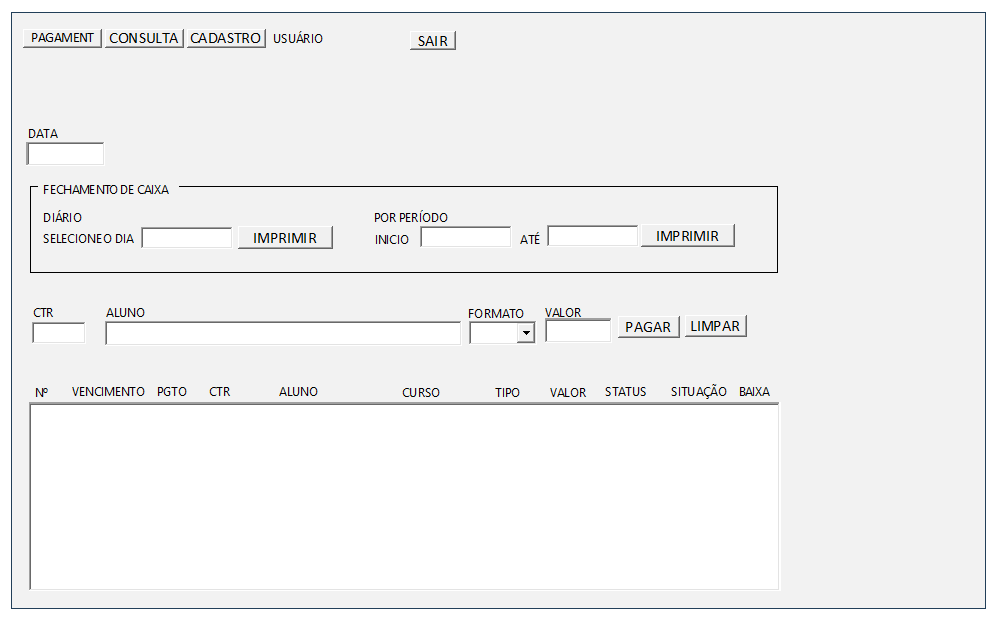 PAGAMENT CONSULTA CADASTRO USUÁRIO SAIR
DATA
FECHAMENTO DE CAIXA
DIÁRIO POR PERÍODO
SELECIONE O DIA IMPRIMIR INICIO ATÉ IMPRIMIR
CTR ALUNO FORMATO VALOR PAGAR LIMPAR
Nº VENCIMENTO PGTO CTR ALUNO CURSO TIPO VALOR STATUS SITUAÇÃO BAIXA